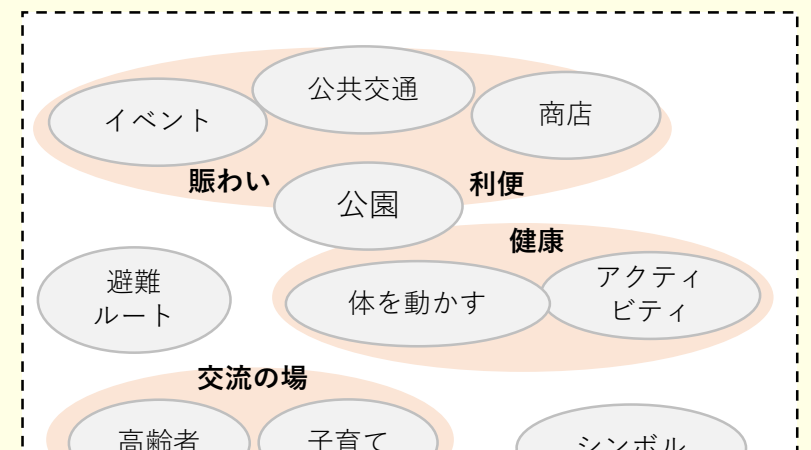 公共交通
イベント
商店
賑わい
利便
公園
健康
避難
ルート
体を動かす
アクティ
ビティ
交流の場
高齢者
子育て
シンボル